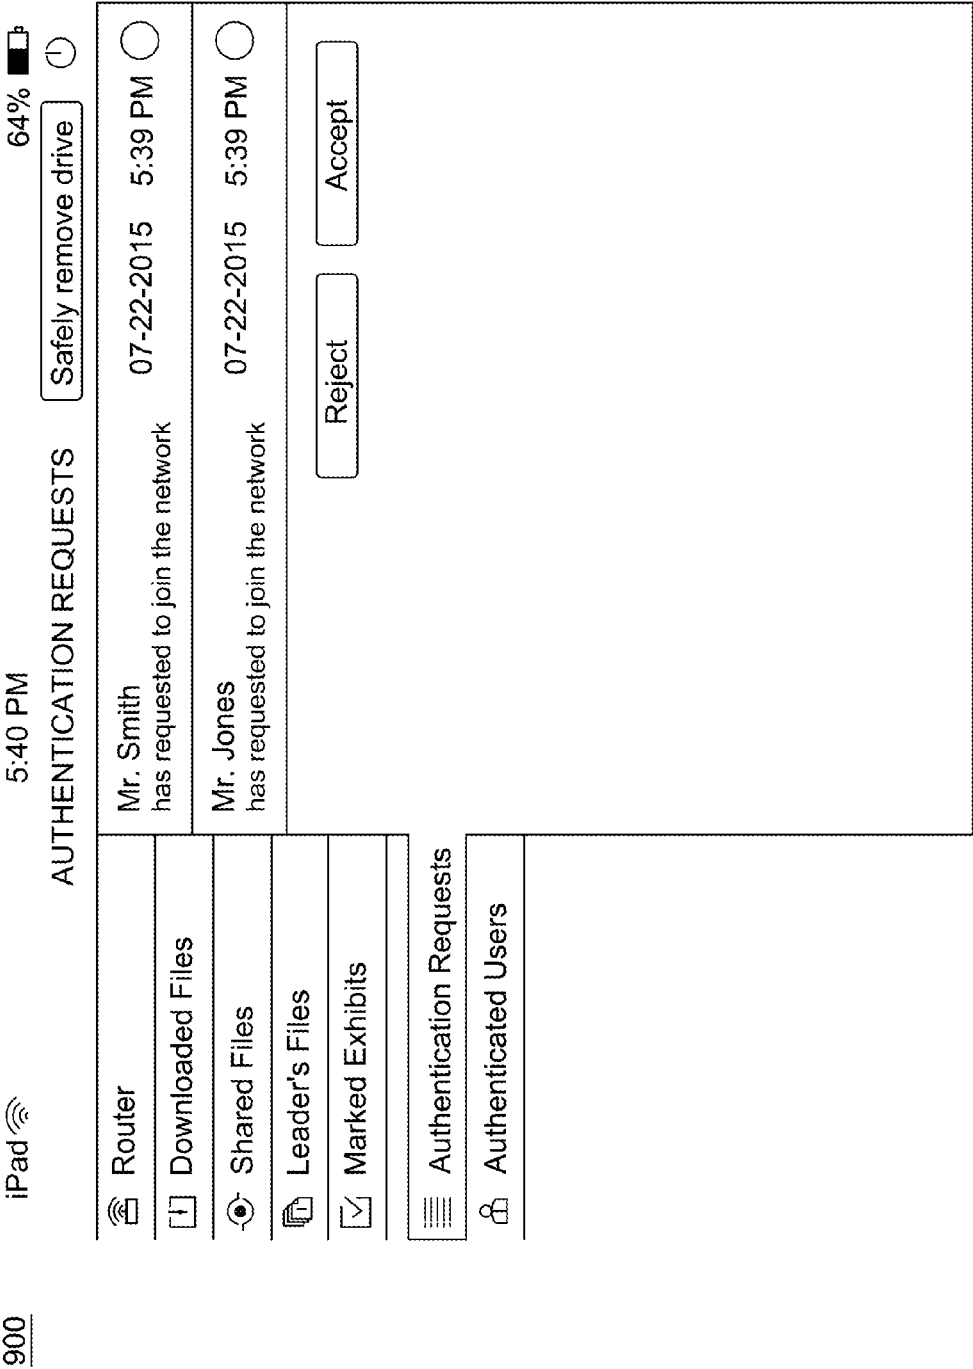 900
iPad 5:40 PM 64%
AUTHENTICATION REQUESTS Safely remove drive
Router
Downloaded Files
Shared Files
Leader's Files
Marked Exhibits
Authentication Requests
Authenticated Users
Mr. Smith 07-22-2015 5:39 PM
has requested to join the network
Mr. Jones 07-22-2015 5:39 PM
has requested to join the network
Reject Accept